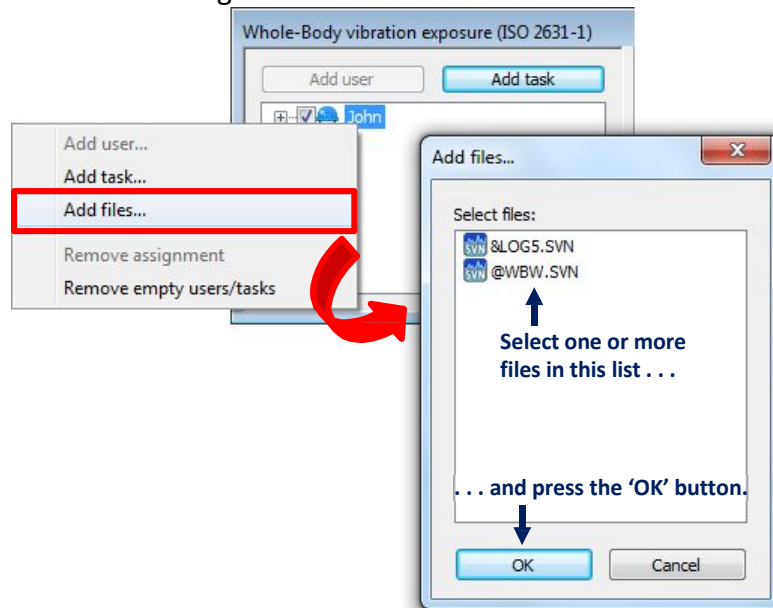 Whole-Body vibration exposure (ISO 2631-1)
Add user
Add task
John
Add user...
Add task...
Add files...
Remove assignment
Remove empty users/tasks
Add files...
Select files:
&LOG5.SVN
@WBW.SVN
Select one or more
files in this list . . .
. . . and press the ‘OK’ button.
OK
Cancel